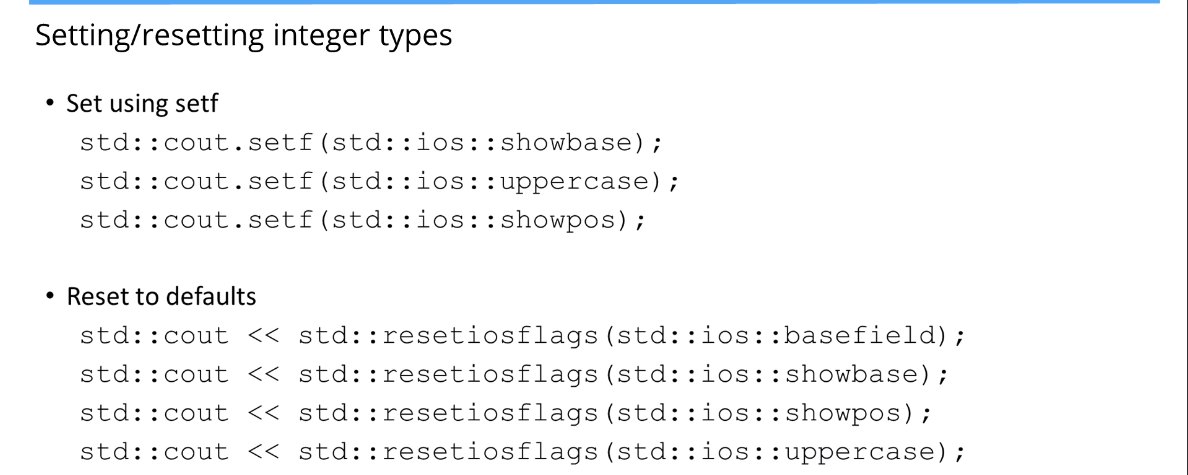 Setting/resetting integer types
• Set using setf
std::cout.setf(std::ios::showbase);
std::cout.setf(std::ios::uppercase);
std::cout.setf(std::ios::showpos);
• Reset to defaults
std::cout << std::resetiosflags(std::ios::basefield);
std::cout << std::resetiosflags(std::ios::showbase);
std::cout << std::resetiosflags(std::ios::showpos);
std::cout << std::resetiosflags(std::ios::uppercase);